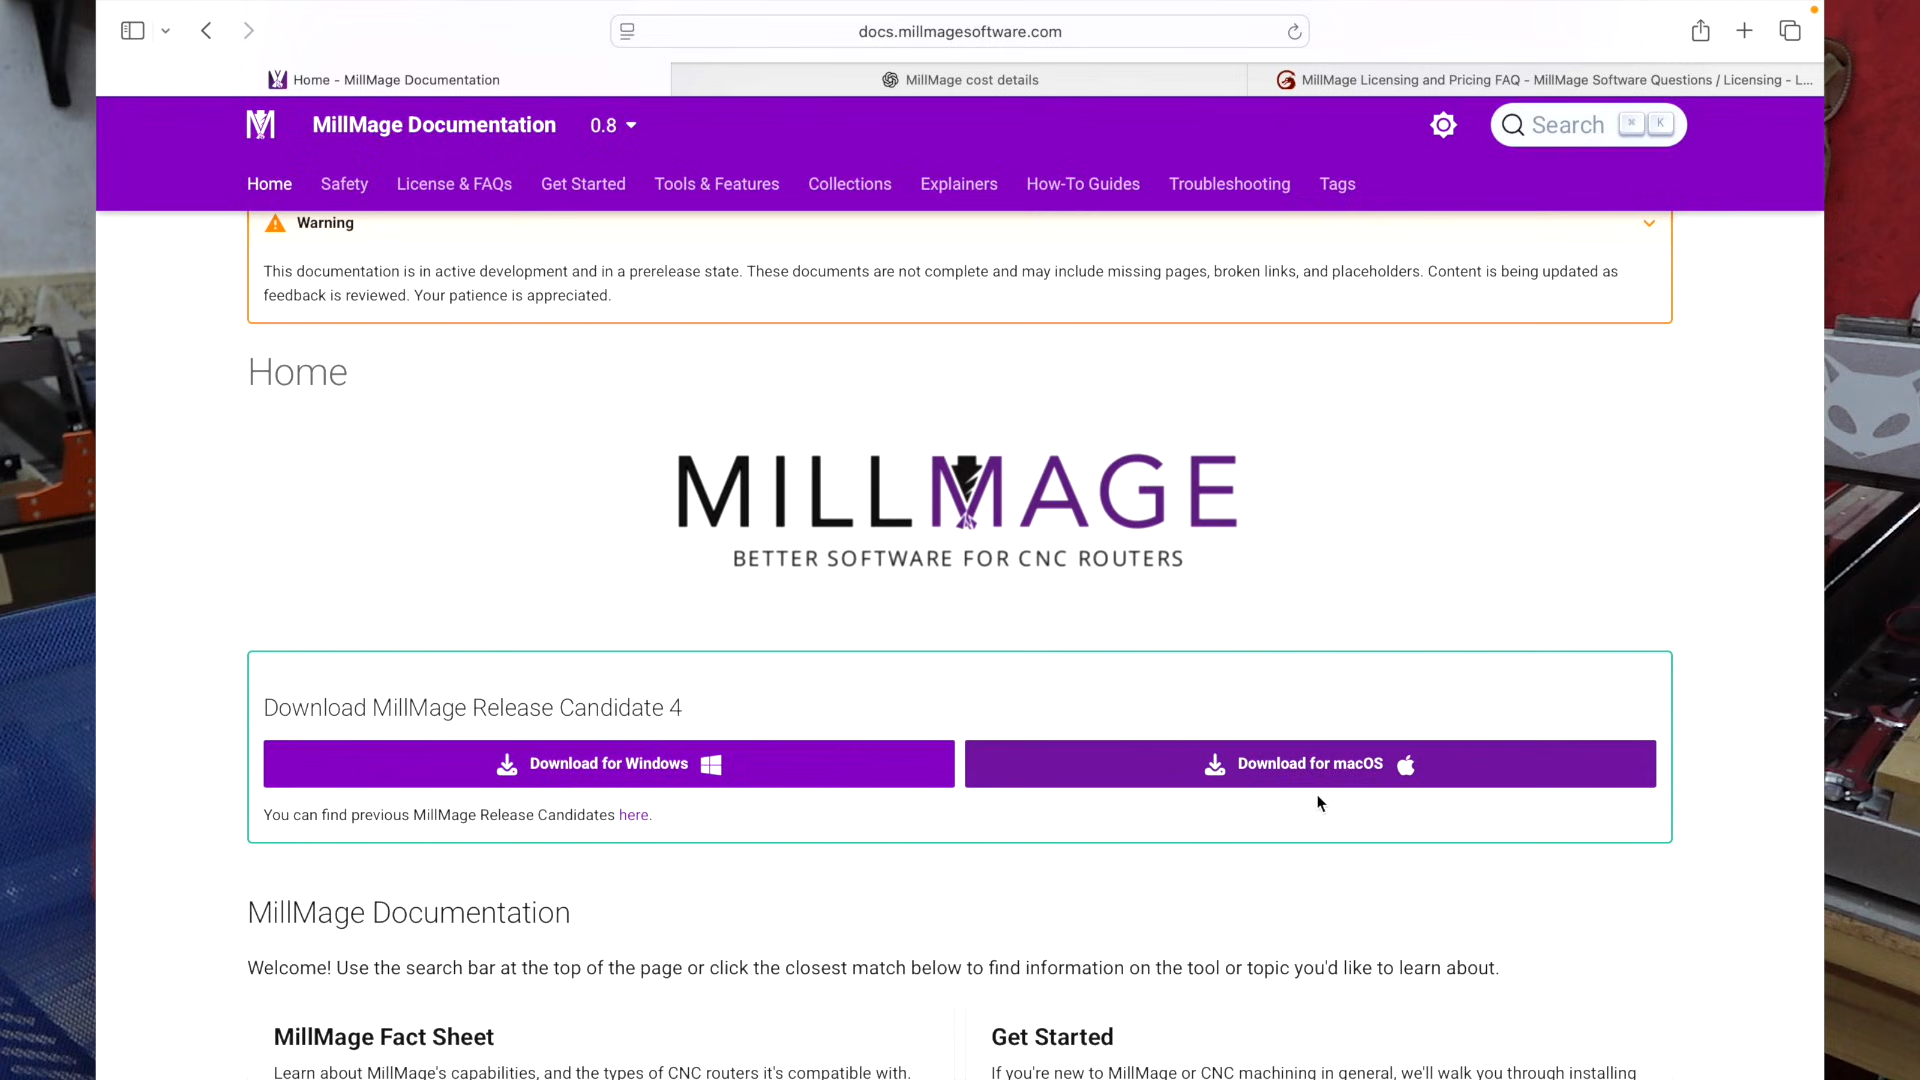 docs.millmagesoftware.com
Home - MillMage Documentation
MillMage cost details
MillMage Licensing and Pricing FAQ - MillMage Software Questions / Licensing - L...
MillMage Documentation
0.8
Search
⌘ K
Home
Safety
License & FAQs
Get Started
Tools & Features
Collections
Explainers
How-To Guides
Troubleshooting
Tags
Warning
This documentation is in active development and in a prerelease state. These documents are not complete and may include missing pages, broken links, and placeholders. Content is being updated as
feedback is reviewed. Your patience is appreciated.
Home
MILLMAGE
BETTER SOFTWARE FOR CNC ROUTERS
Download MillMage Release Candidate 4
Download for Windows
Download for macOS
You can find previous MillMage Release Candidates here.
MillMage Documentation
Welcome! Use the search bar at the top of the page or click the closest match below to find information on the tool or topic you'd like to learn about.
MillMage Fact Sheet
Learn about MillMage's capabilities, and the types of CNC routers it's compatible with.
Get Started
If you're new to MillMage or CNC machining in general, we'll walk you through installing